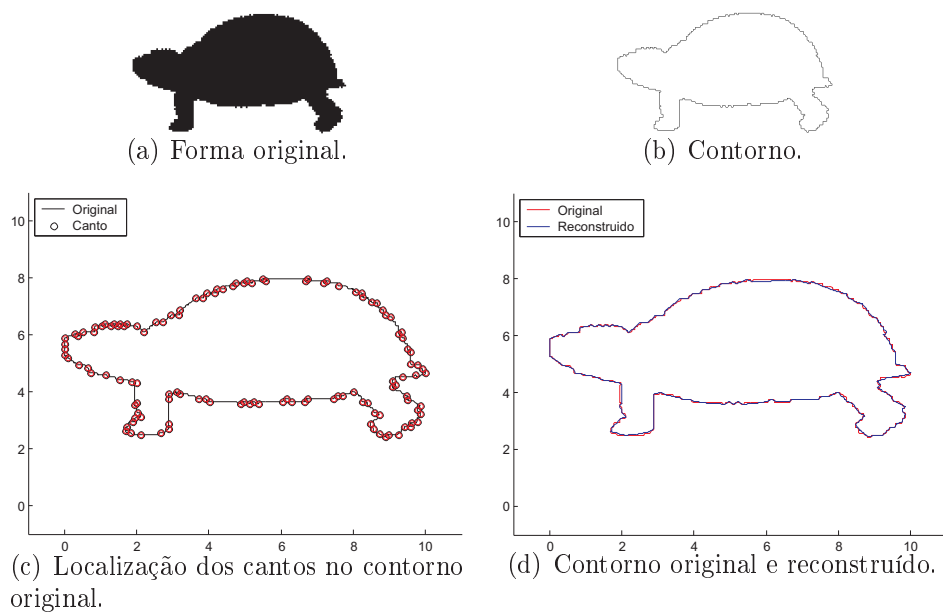 (a) Forma original.
(b) Contorno.
Original
Canto
10
8
6
4
2
0
0 2 4 6 8 10
(c) Localização dos cantos no contorno
original.
Original
Reconstruido
10
8
6
4
2
0
0 2 4 6 8 10
(d) Contorno original e reconstruído.